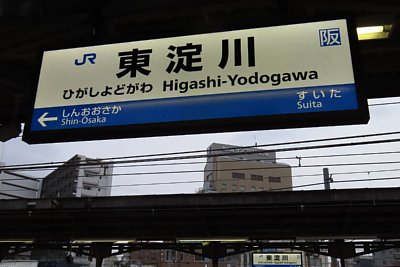 JR 東淀川 阪
ひがしよどがわ Higashi-Yodogawa
しんおおさか すいた
Shin-Osaka Suita
東淀川